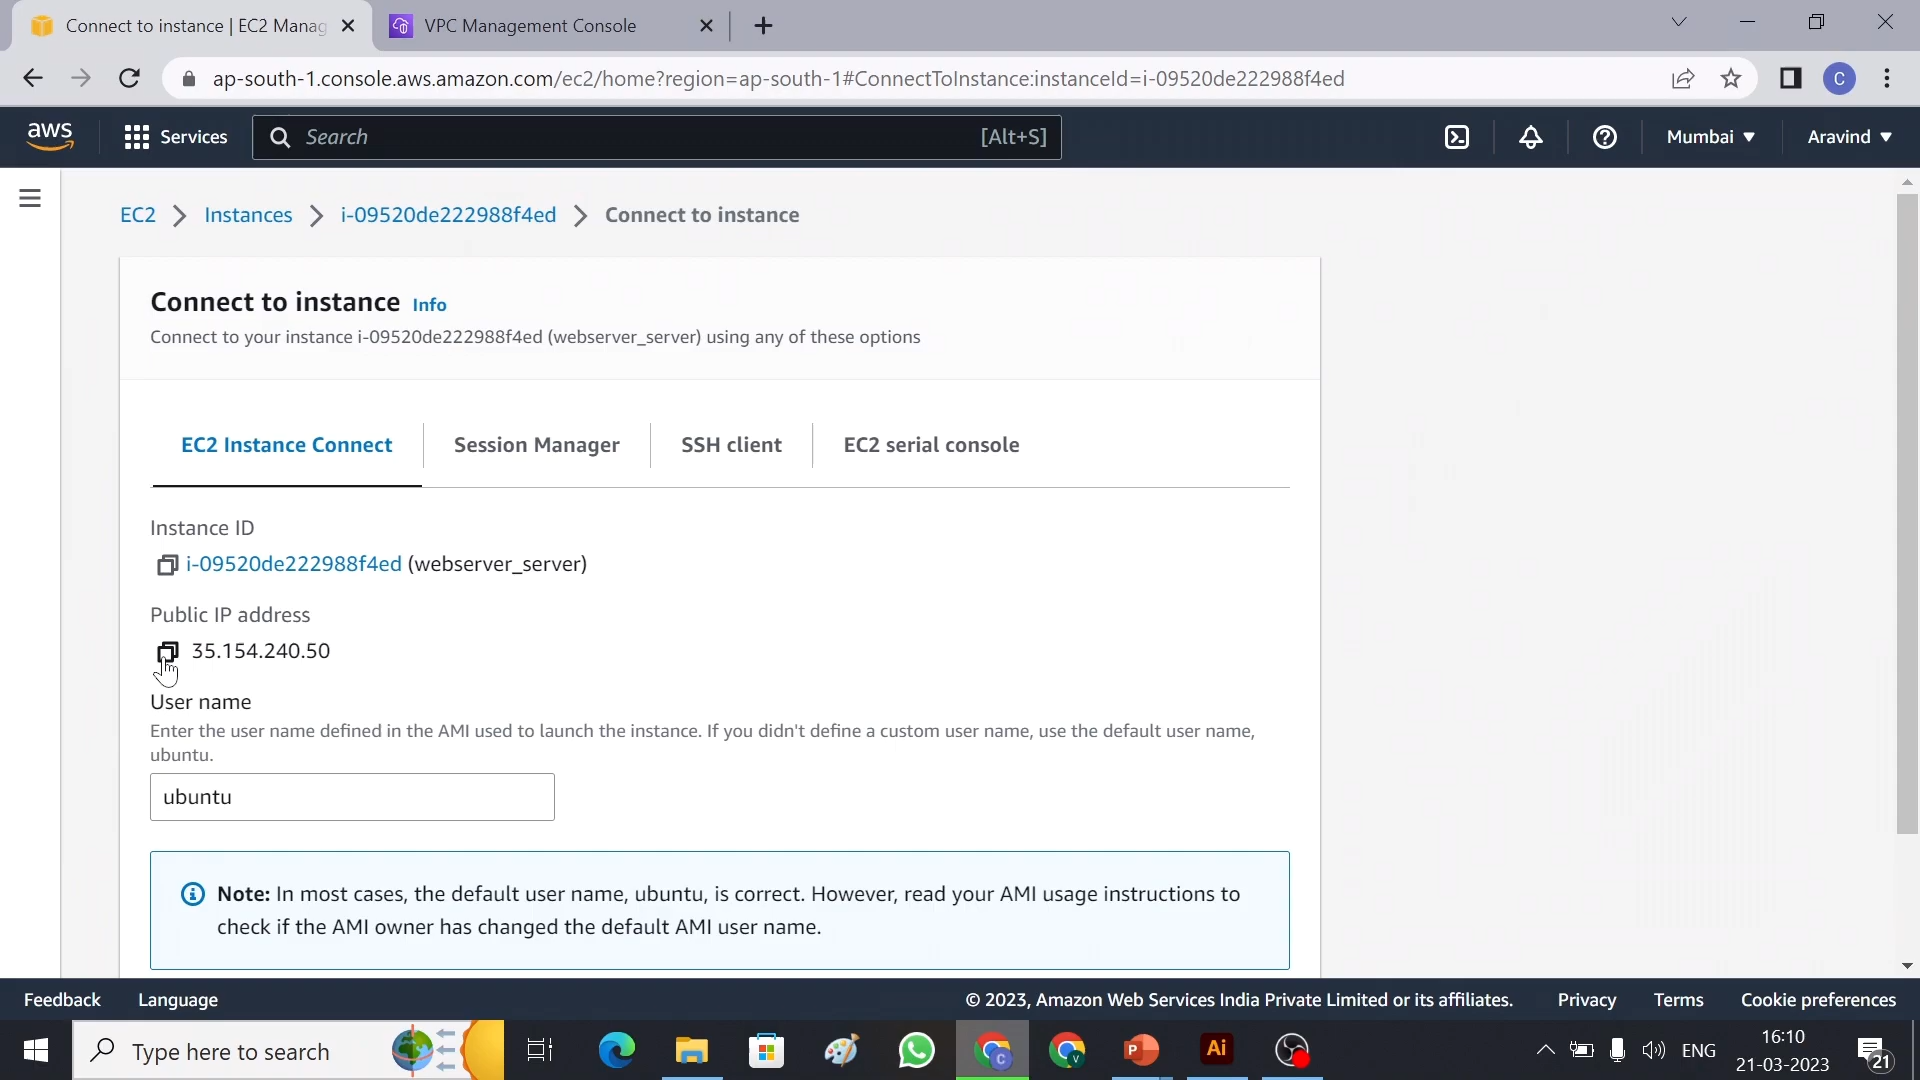 Connect to instance | EC2 Manag
VPC Management Console
ap-south-1.console.aws.amazon.com/ec2/home?region=ap-south-1#ConnectToInstance:instanceId=i-09520de222988f4ed
C
aws
Services
Search
[Alt+S]
Mumbai
Aravind
EC2
Instances
i-09520de222988f4ed
Connect to instance
Connect to instance Info
Connect to your instance i-09520de222988f4ed (webserver_server) using any of these options
EC2 Instance Connect
Session Manager
SSH client
EC2 serial console
Instance ID
i-09520de222988f4ed (webserver_server)
Public IP address
35.154.240.50
User name
Enter the user name defined in the AMI used to launch the instance. If you didn't define a custom user name, use the default user name,
ubuntu.
ubuntu
Note: In most cases, the default user name, ubuntu, is correct. However, read your AMI usage instructions to
check if the AMI owner has changed the default AMI user name.
Feedback
Language
© 2023, Amazon Web Services India Private Limited or its affiliates.
Privacy
Terms
Cookie preferences
Type here to search
C
V
P
Ai
ENG
16:10
21-03-2023
21